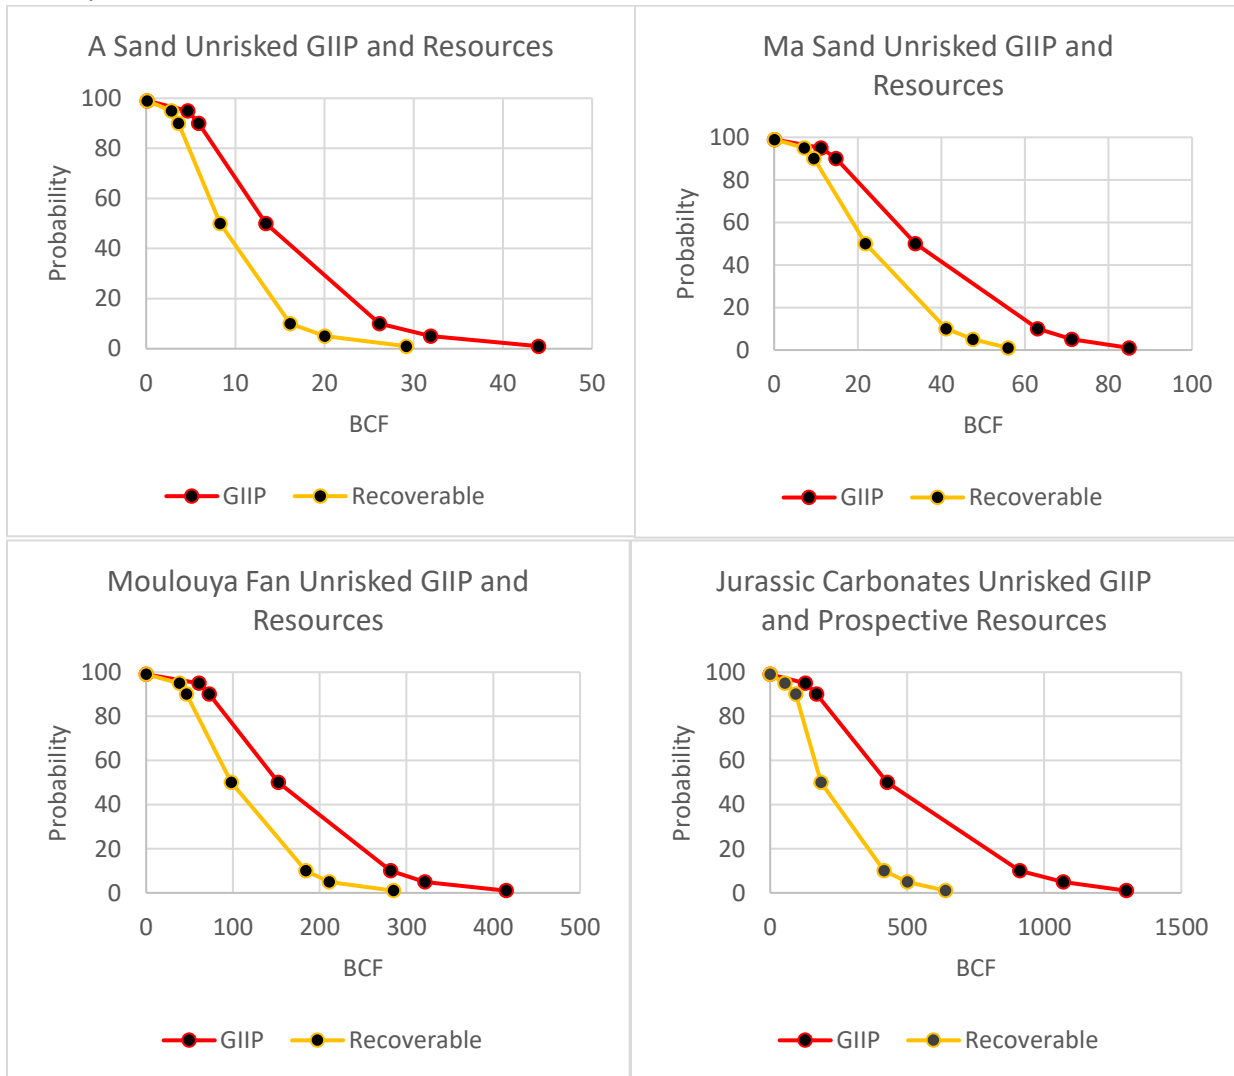 A Sand Unrisked GIIP and Resources
100
80
60
40
20
0
Probability
0 10 20 30 40 50
BCF
GIIP Recoverable
Ma Sand Unrisked GIIP and
Resources
100
80
60
40
20
0
Probabilty
0 20 40 60 80 100
BCF
GIIP Recoverable
Moulouya Fan Unrisked GIIP and
Resources
100
80
60
40
20
0
Probability
0 100 200 300 400 500
BCF
GIIP Recoverable
Jurassic Carbonates Unrisked GIIP
and Prospective Resources
100
80
60
40
20
0
Probability
0 500 1000 1500
BCF
GIIP Recoverable